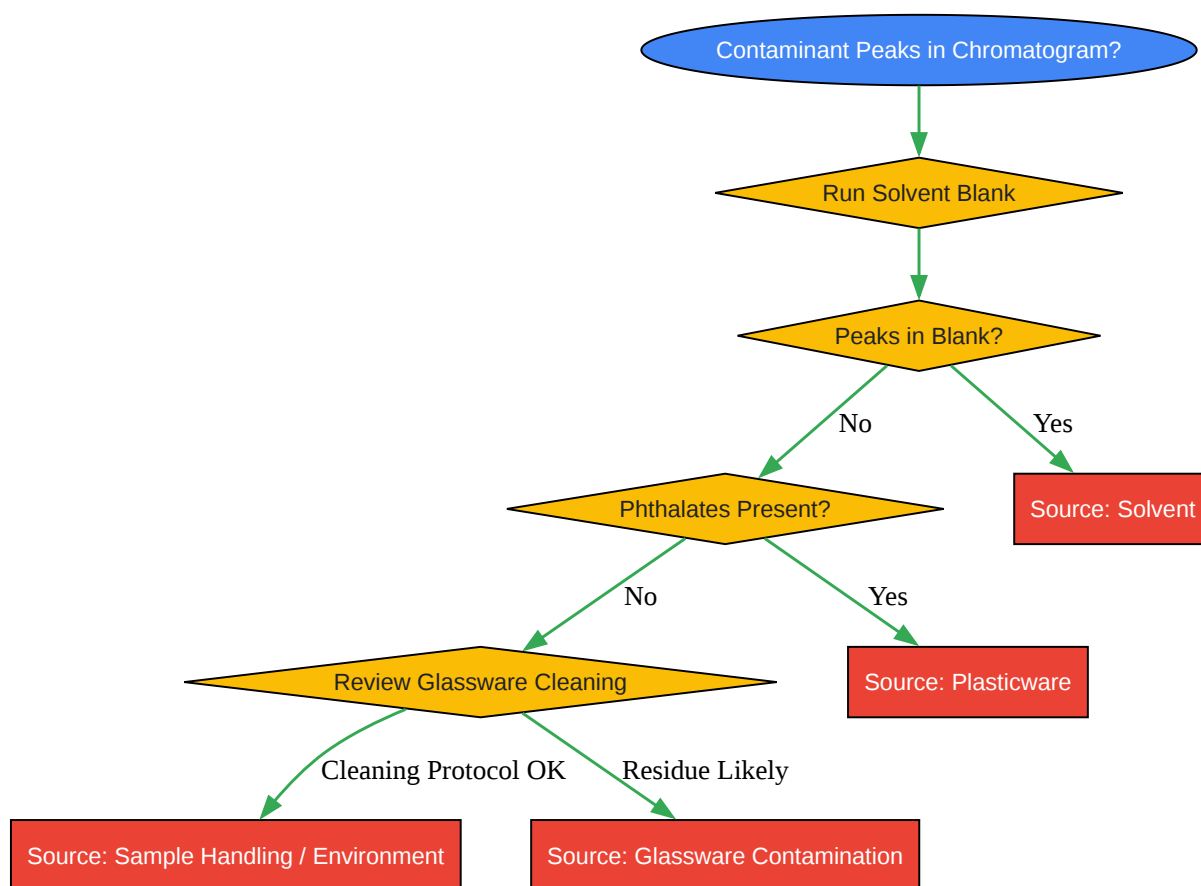 Contaminant Peaks in Chromatogram?
Run Solvent Blank
Peaks in Blank?
No
Yes
Phthalates Present?
Source: Solvent
No
Yes
Review Glassware Cleaning
Source: Plasticware
Cleaning Protocol OK
Residue Likely
Source: Sample Handling / Environment
Source: Glassware Contamination